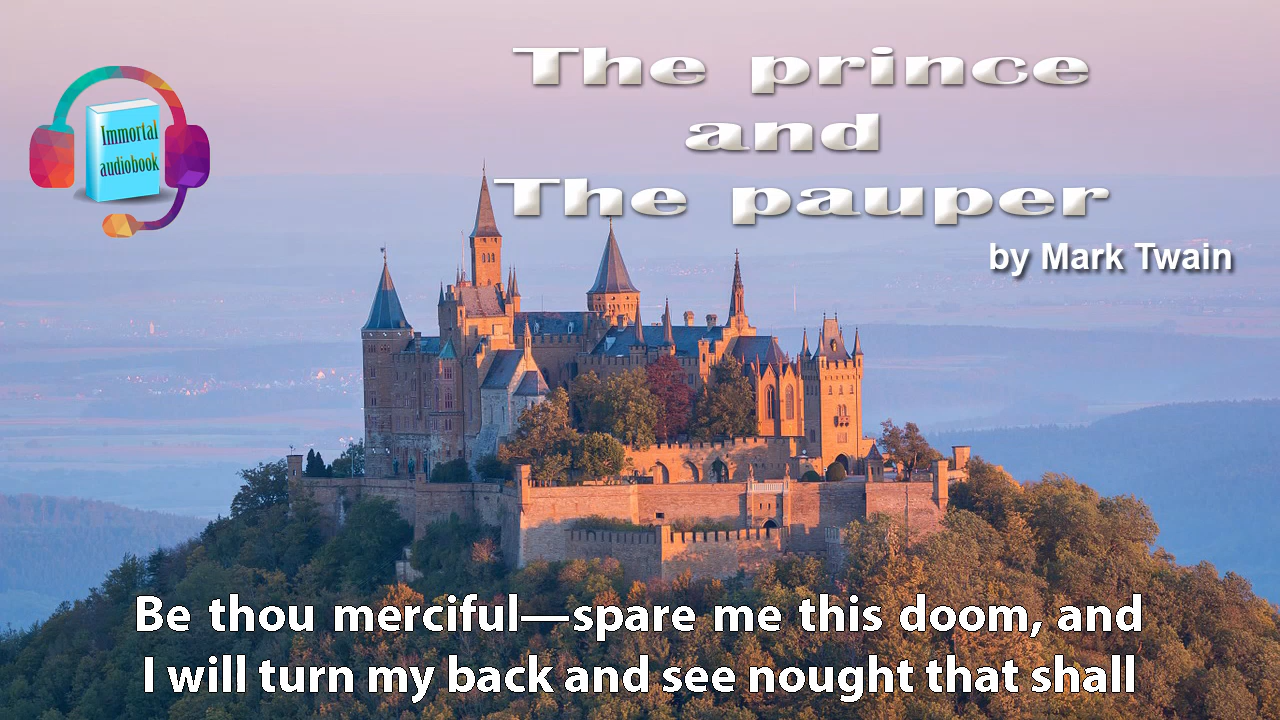 Immortal
audiobook
The prince
and
The pauper
by Mark Twain
Be thou merciful—spare me this doom, and
I will turn my back and see nought that shall